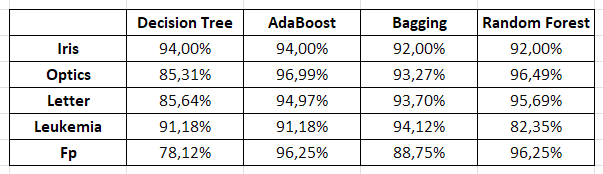 Decision Tree AdaBoost Bagging Random Forest
Iris 94,00% 94,00% 92,00% 92,00%
Optics 85,31% 96,99% 93,27% 96,49%
Letter 85,64% 94,97% 93,70% 95,69%
Leukemia 91,18% 91,18% 94,12% 82,35%
Fp 78,12% 96,25% 88,75% 96,25%